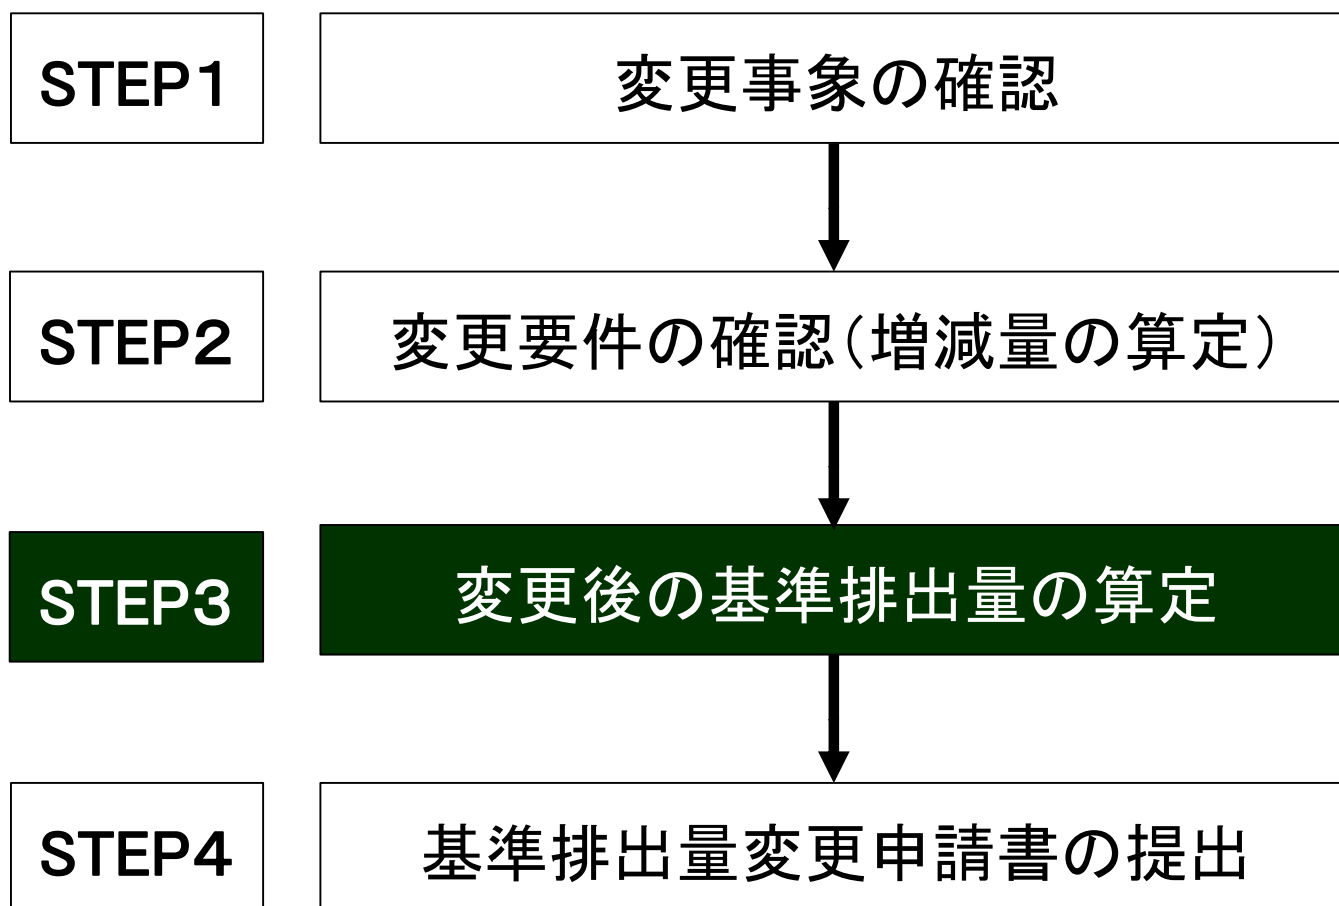 STEP1
変更事象の確認
STEP2
変更要件の確認(増減量の算定)
STEP3
変更後の基準排出量の算定
STEP4
基準排出量変更申請書の提出